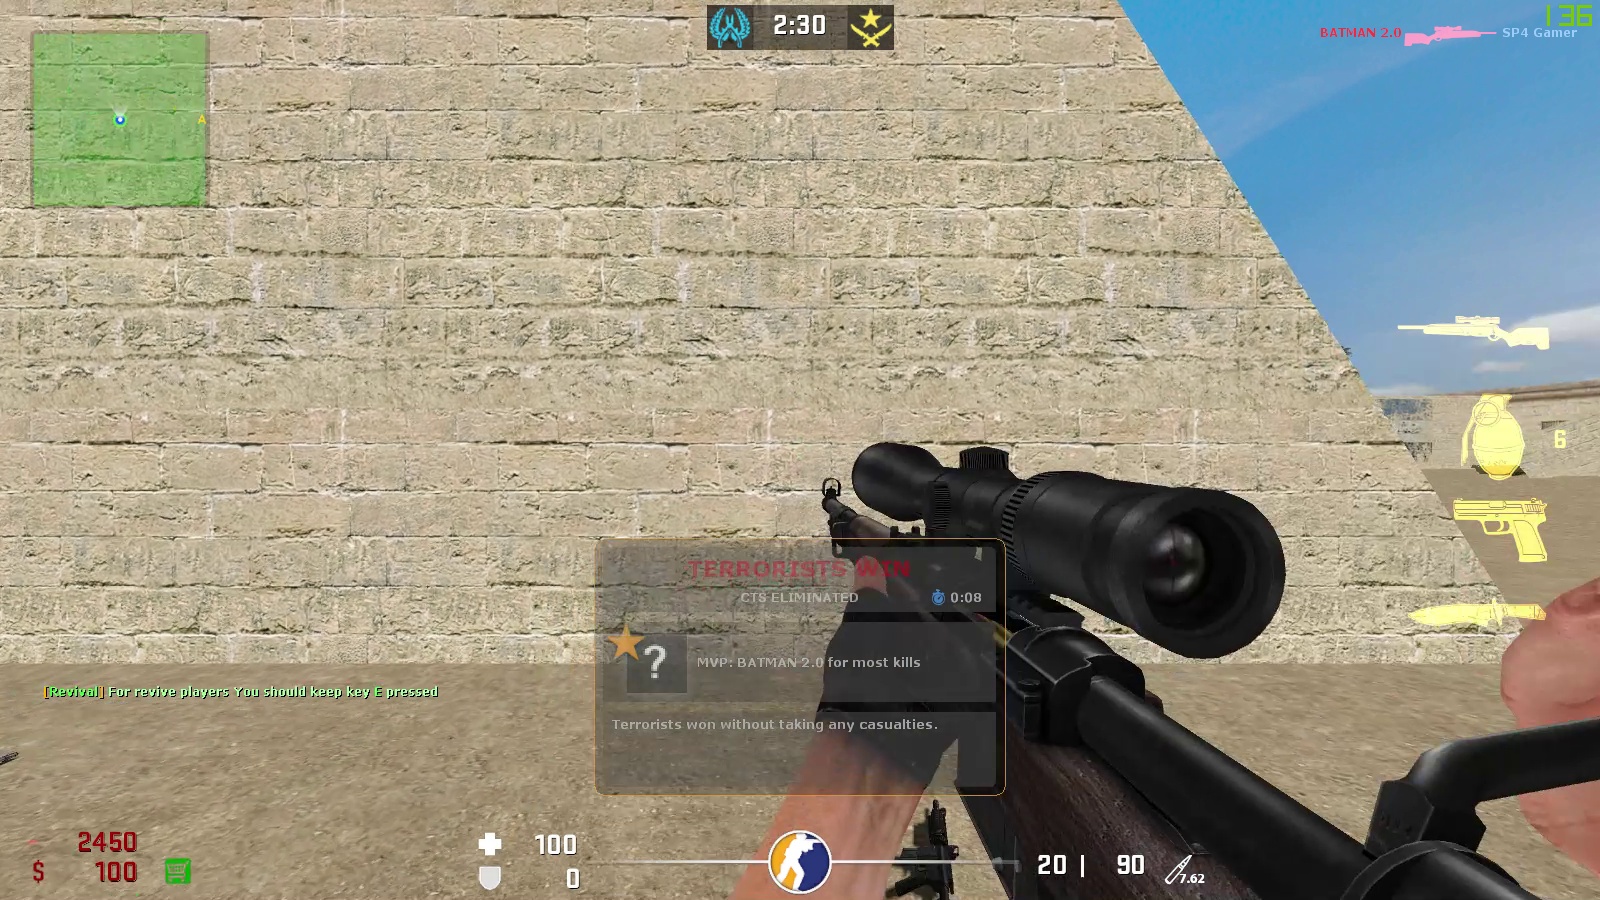 2:30
136
BATMAN 2.0 SP4 Gamer
A
6
TERRORISTS WIN
CTS ELIMINATED 0:08
?
MVP: BATMAN 2.0 for most kills
[Revival] For revive players You should keep key E pressed
Terrorists won without taking any casualties.
2450
$ 100
100
0
20 | 90 7.62